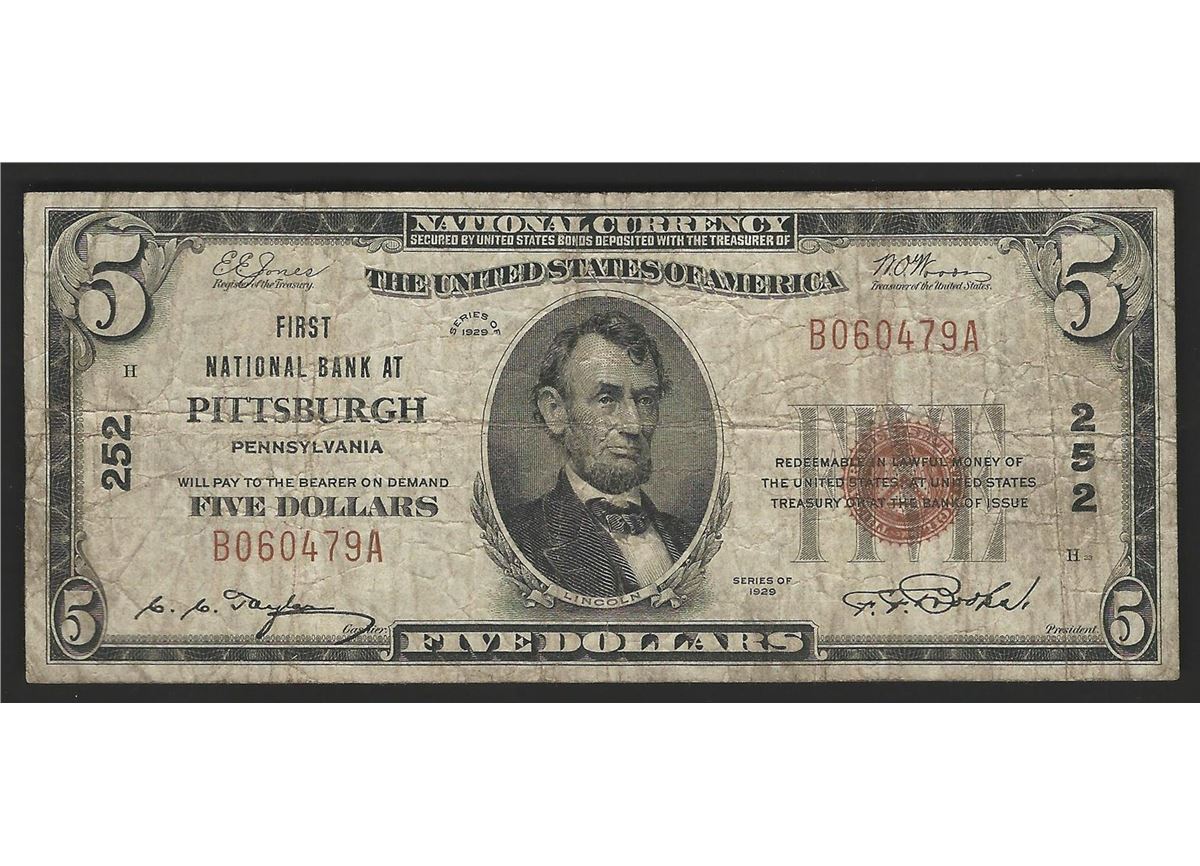 NATIONAL CURRENCY
SECURED BY UNITED STATES BONDS DEPOSITED WITH THE TREASURER OF
THE UNITED STATES OF AMERICA
5
5
E E Jones
Register of the Treasury.
W.O. Woods
Treasurer of the United States.
SERIES OF
1929
FIRST
NATIONAL BANK AT
PITTSBURGH
PENNSYLVANIA
WILL PAY TO THE BEARER ON DEMAND
FIVE DOLLARS
B060479A
B060479A
H
252
252
FIVE
REDEEMABLE IN LAWFUL MONEY OF
THE UNITED STATES AT UNITED STATES
TREASURY OR AT THE BANK OF ISSUE
H
SERIES OF
1929
LINCOLN
C. C. Taylor
Cashier.
President.
5
FIVE DOLLARS
5